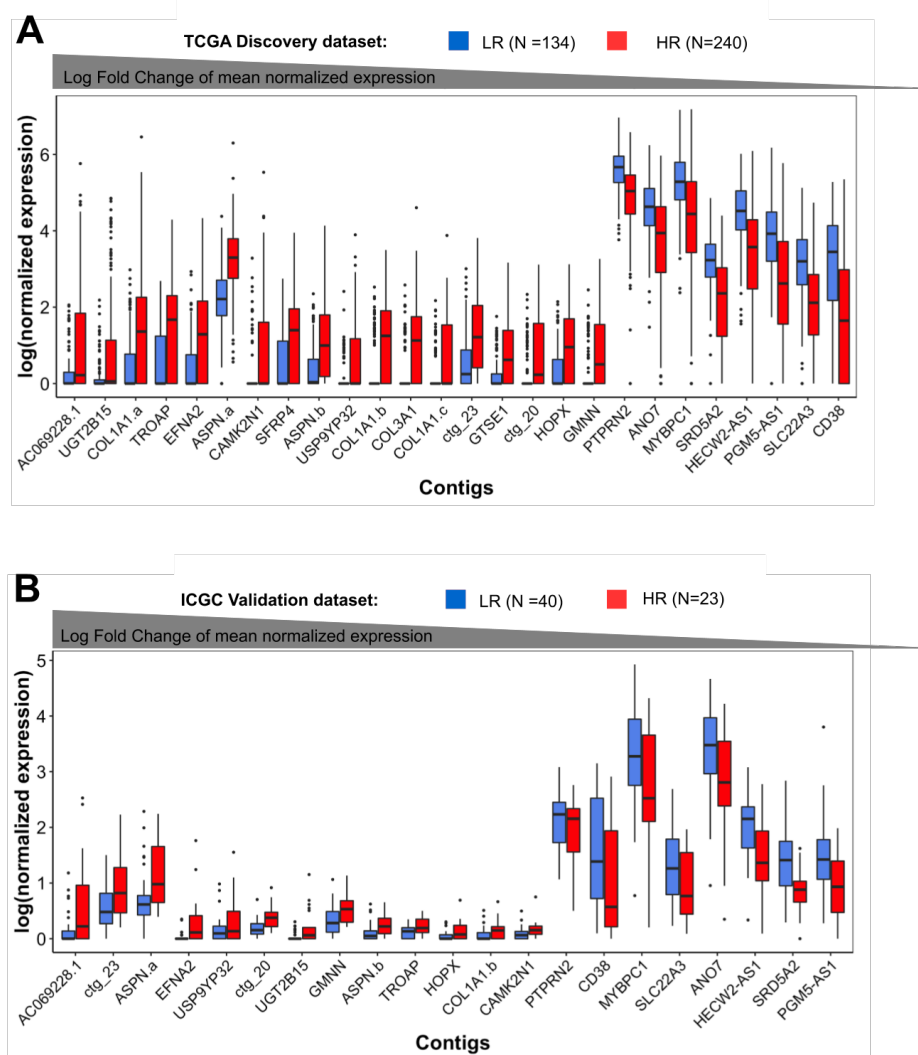 A
TCGA Discovery dataset: LR (N =134) HR (N=240)
Log Fold Change of mean normalized expression
log(normalized expression)
6
4
2
0
AC069228.1 UGT2B15 COL1A1.a TROAP EFNA2 ASPN.a CAMK2N1 SFRP4 ASPN.b USP9YP32 COL1A1.b COL3A1 COL1A1.c ctg_23 GTSE1 ctg_20 HOPX GMNN PTPRN2 ANO7 MYBPC1 SRD5A2 HECW2-AS1 PGM5-AS1 SLC22A3 CD38
Contigs
B
ICGC Validation dataset: LR (N =40) HR (N=23)
Log Fold Change of mean normalized expression
log(normalized expression)
5
4
3
2
1
0
AC069228.1 ctg_23 ASPN.a EFNA2 USP9YP32 ctg_20 UGT2B15 GMNN ASPN.b TROAP HOPX COL1A1.b CAMK2N1 PTPRN2 CD38 MYBPC1 SLC22A3 ANO7 HECW2-AS1 SRD5A2 PGM5-AS1
Contigs